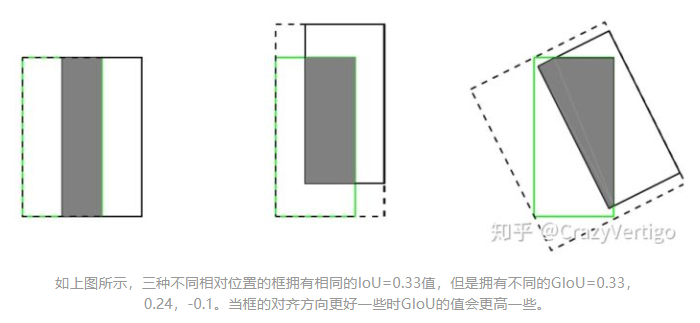 知乎 @CrazyVertigo
如上图所示，三种不同相对位置的框拥有相同的IoU=0.33值，但是拥有不同的GIoU=0.33，
0.24，-0.1。当框的对齐方向更好一些时GIoU的值会更高一些。